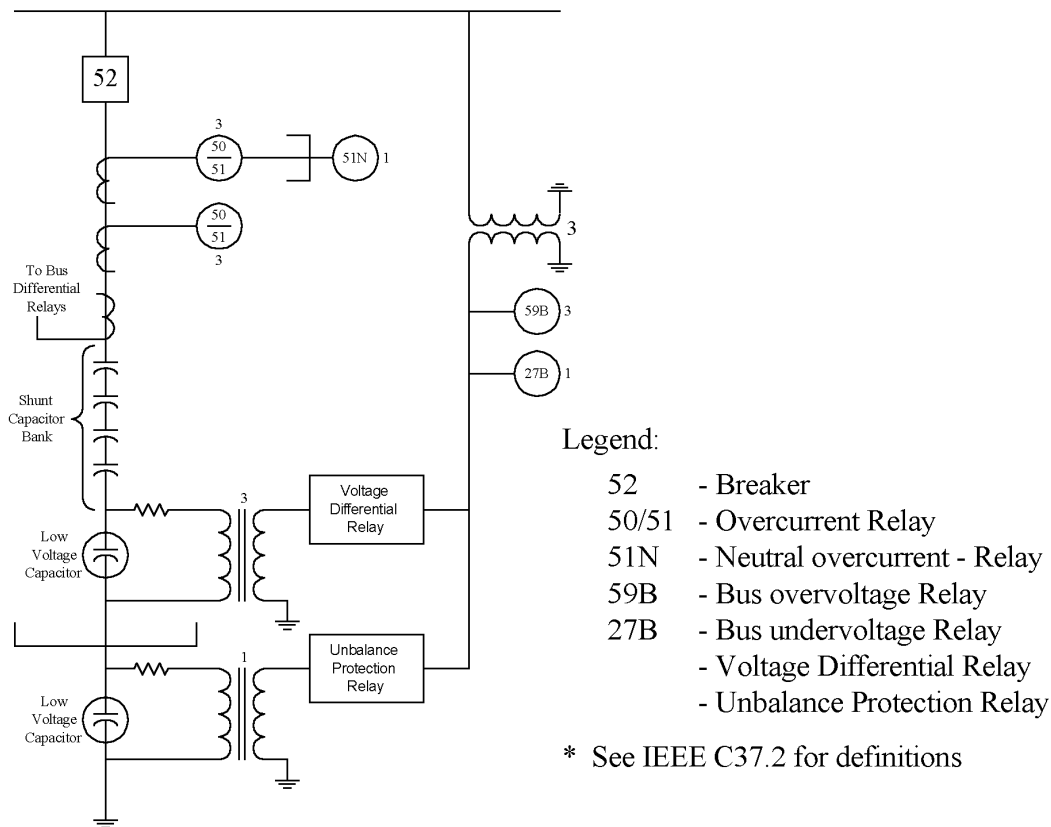 52
3
50
51
51N 1
50
51
3
To Bus
Differential
Relays
3
59B 3
27B 1
Shunt
Capacitor
Bank
Low
Voltage
Capacitor
3
Voltage
Differential
Relay
Low
Voltage
Capacitor
1
Unbalance
Protection
Relay
Legend:
52 - Breaker
50/51 - Overcurrent Relay
51N - Neutral overcurrent - Relay
59B - Bus overvoltage Relay
27B - Bus undervoltage Relay
- Voltage Differential Relay
- Unbalance Protection Relay
* See IEEE C37.2 for definitions